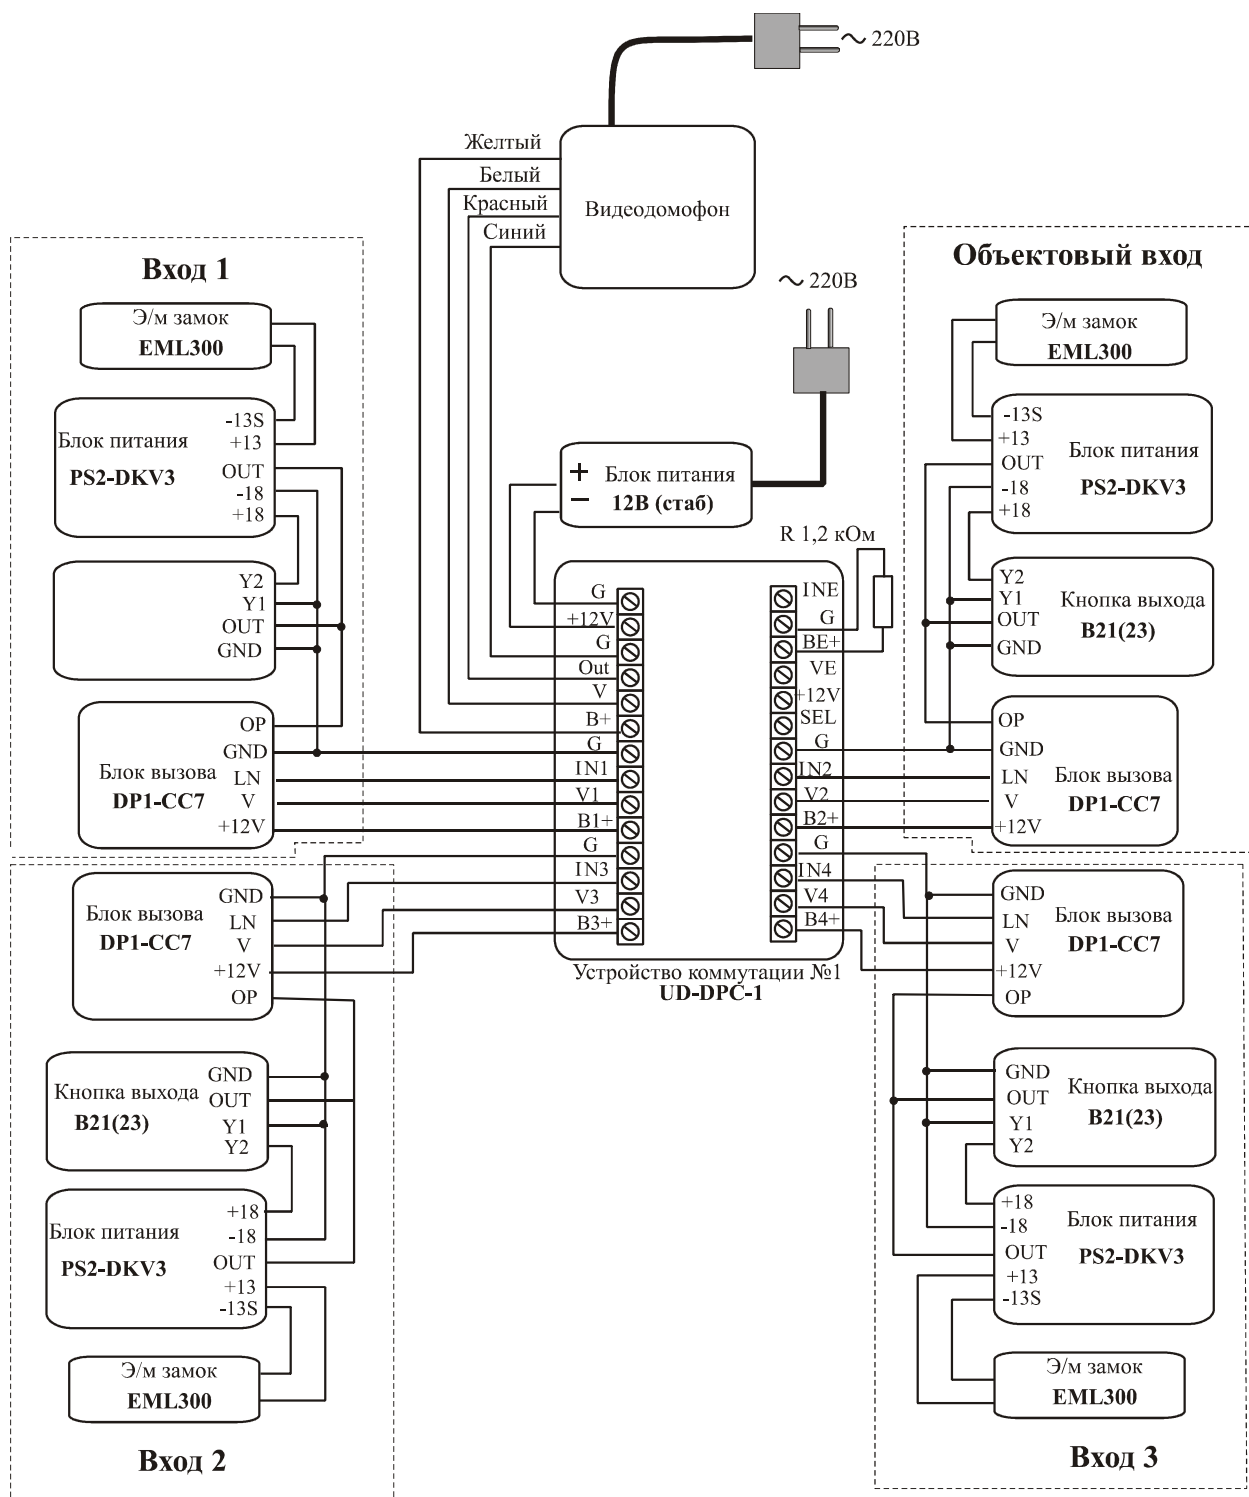 ~ 220В
Желтый
Белый
Красный
Синий
Видеодомофон
~ 220В
Блок питания
12В (стаб)
+
−
R 1,2 кОм
Вход 1
Э/м замок
EML300
Блок питания
PS2-DKV3
-13S
+13
OUT
-18
+18
Y2
Y1
OUT
GND
Блок вызова
DP1-CC7
OP
GND
LN
V
+12V
Объектовый вход
Э/м замок
EML300
-13S
+13
OUT
-18
+18
Блок питания
PS2-DKV3
Y2
Y1
OUT
GND
Кнопка выхода
B21(23)
OP
GND
LN
V
+12V
Блок вызова
DP1-CC7
G
+12V
G
Out
V
B+
G
IN1
V1
B1+
G
IN3
V3
B3+
INE
G
BE+
VE
+12V
SEL
G
IN2
V2
B2+
G
IN4
V4
B4+
Устройство коммутации №1
UD-DPC-1
Блок вызова
DP1-CC7
GND
LN
V
+12V
OP
Кнопка выхода
B21(23)
GND
OUT
Y1
Y2
Блок питания
PS2-DKV3
+18
-18
OUT
+13
-13S
Э/м замок
EML300
Вход 2
GND
LN
V
+12V
OP
Блок вызова
DP1-CC7
GND
OUT
Y1
Y2
Кнопка выхода
B21(23)
+18
-18
OUT
+13
-13S
Блок питания
PS2-DKV3
Э/м замок
EML300
Вход 3